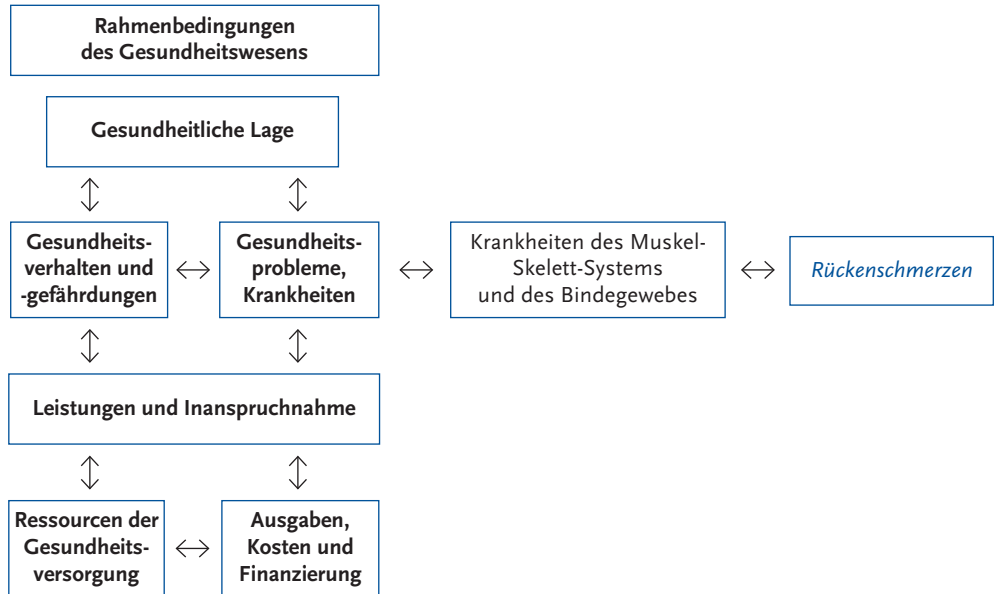 Rahmenbedingungen
des Gesundheitswesens
Gesundheitliche Lage
Gesundheits-
verhalten und
-gefährdungen
Gesundheits-
probleme,
Krankheiten
Krankheiten des Muskel-
Skelett-Systems
und des Bindegewebes
Rückenschmerzen
Leistungen und Inanspruchnahme
Ressourcen der
Gesundheits-
versorgung
Ausgaben,
Kosten und
Finanzierung